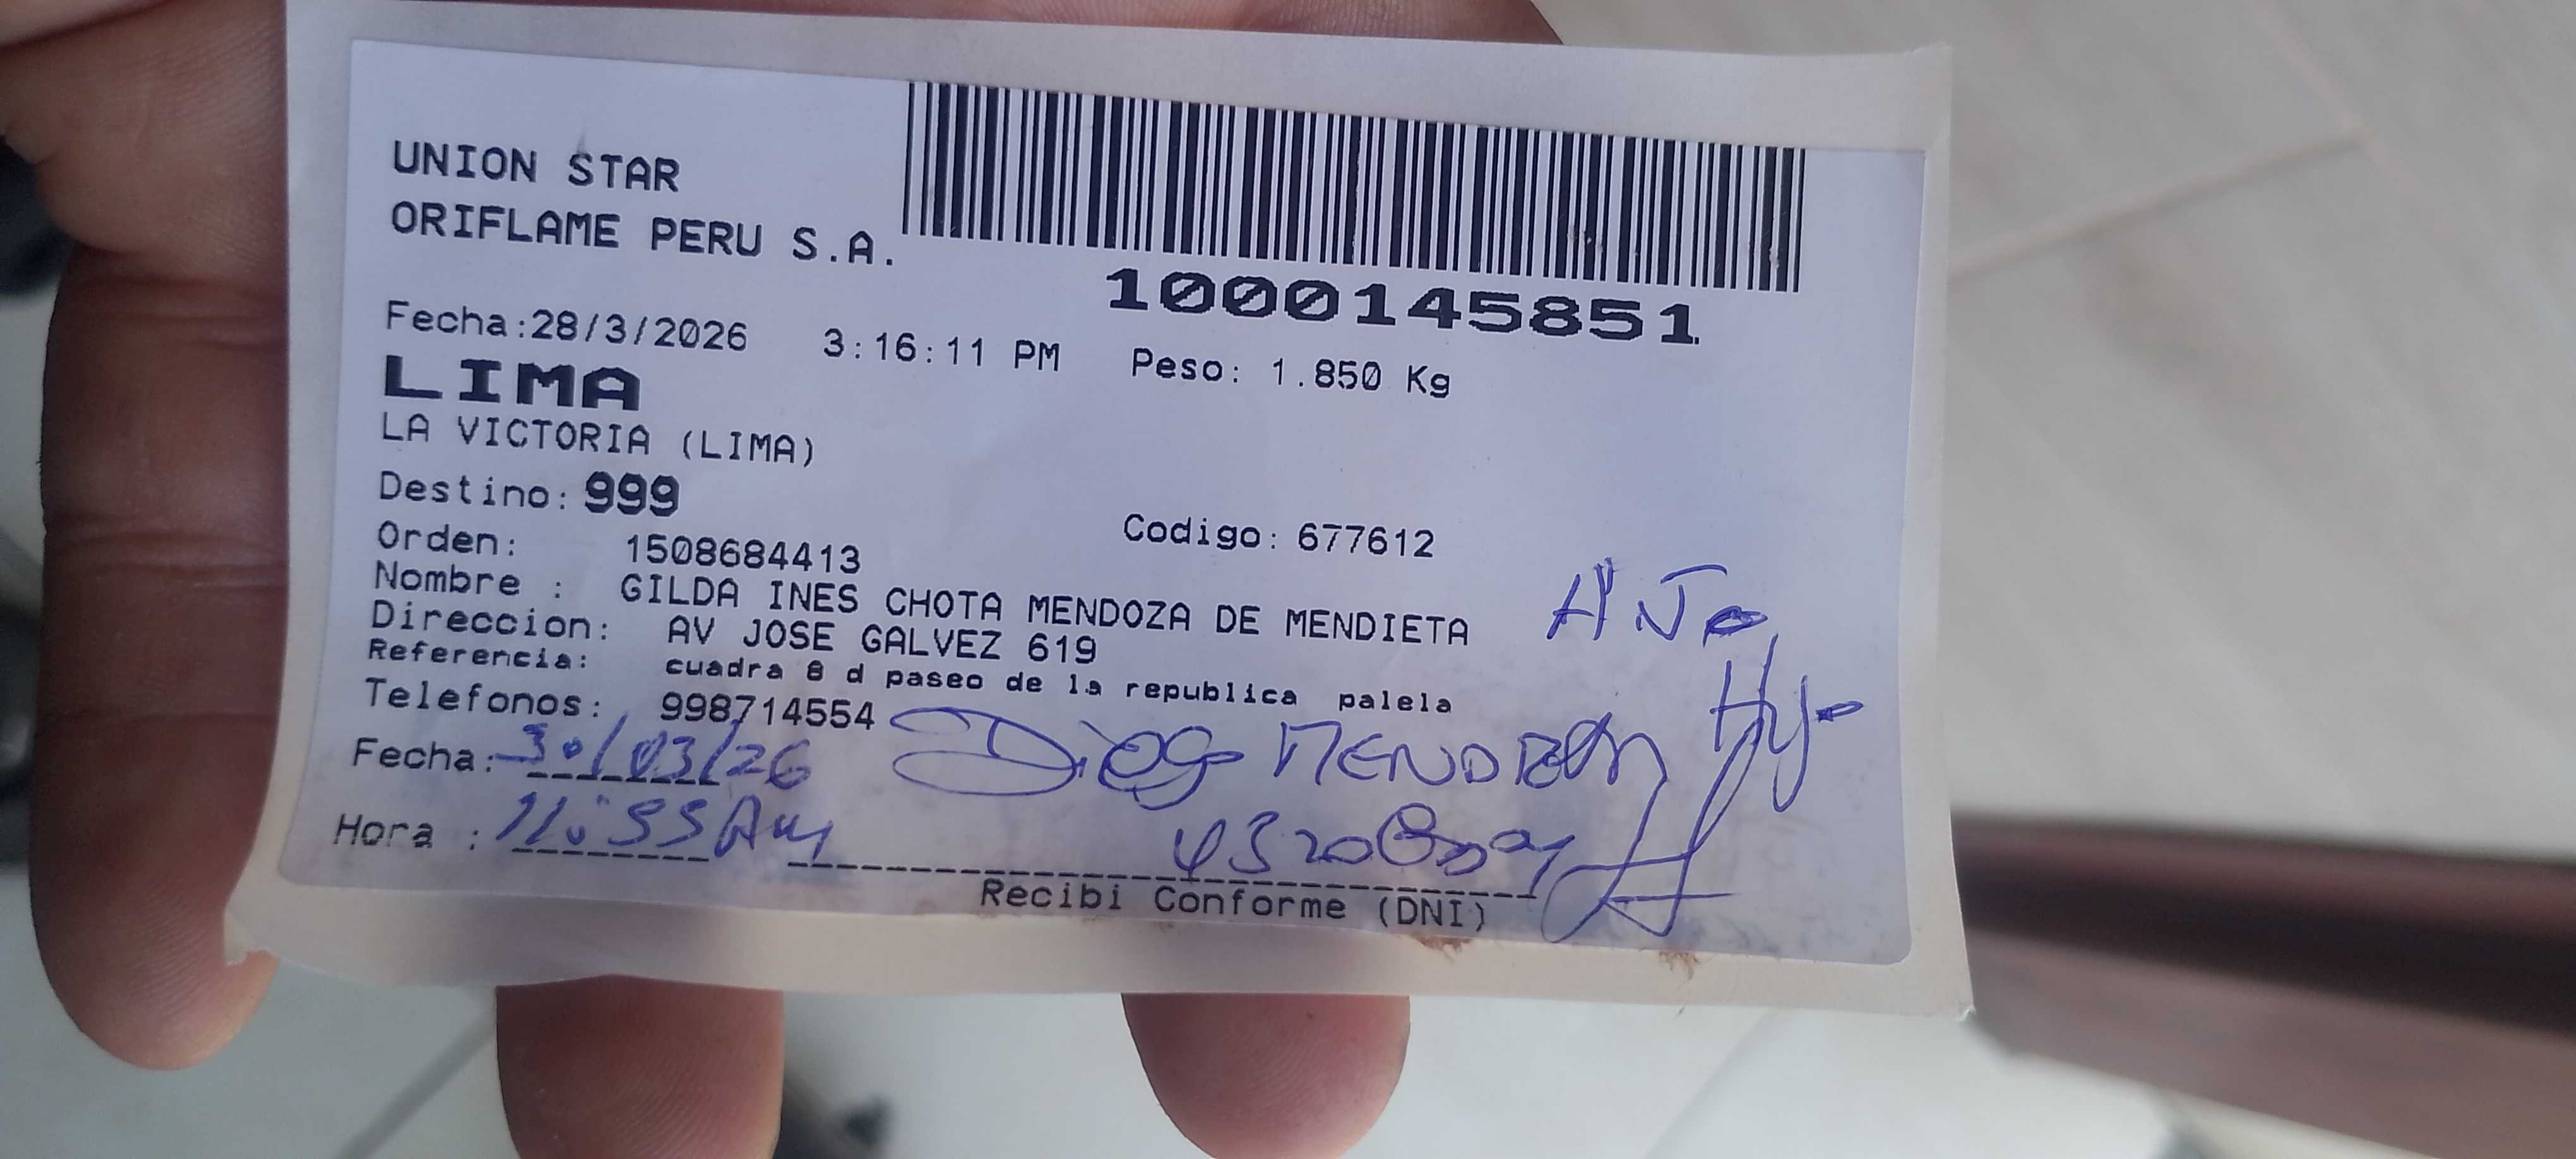 UNION STAR
ORIFLAME PERU S.A.
1000145851
Fecha:28/3/2026 3:16:11 PM Peso: 1.850 Kg
LIMA
LA VICTORIA (LIMA)
Destino: 999
Orden: 1508684413 Codigo: 677612
Nombre : GILDA INES CHOTA MENDOZA DE MENDIETA
Direccion: AV JOSE GALVEZ 619
Referencia: cuadra 8 d paseo de la republica palela
Telefonos: 998714554
Fecha: 30/03/26 Diego
Hora : 11:55 Am
Recibi Conforme (DNI)